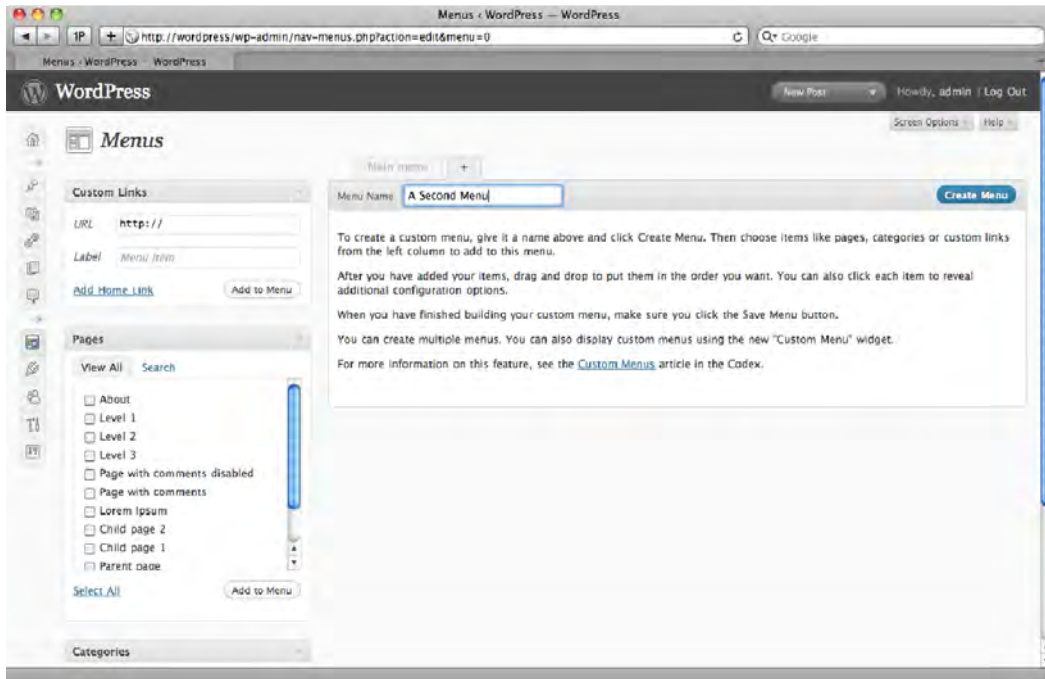 Menus ‹ WordPress — WordPress
1P + http://wordpress/wp-admin/nav-menus.php?action=edit&menu=0 Google
Menus ‹ WordPress — WordPress
WordPress New Post Howdy, admin | Log Out
Screen Options Help
Menus
Main menu +
Custom Links
Menu Name A Second Menu Create Menu
URL http://
Label Menu Item
Add Home Link Add to Menu
To create a custom menu, give it a name above and click Create Menu. Then choose items like pages, categories or custom links
from the left column to add to this menu.
After you have added your items, drag and drop to put them in the order you want. You can also click each item to reveal
additional configuration options.
When you have finished building your custom menu, make sure you click the Save Menu button.
You can create multiple menus. You can also display custom menus using the new "Custom Menu" widget.
For more information on this feature, see the Custom Menus article in the Codex.
Pages
View All Search
About
Level 1
Level 2
Level 3
Page with comments disabled
Page with comments
Lorem Ipsum
Child page 2
Child page 1
Parent page
Select All Add to Menu
Categories